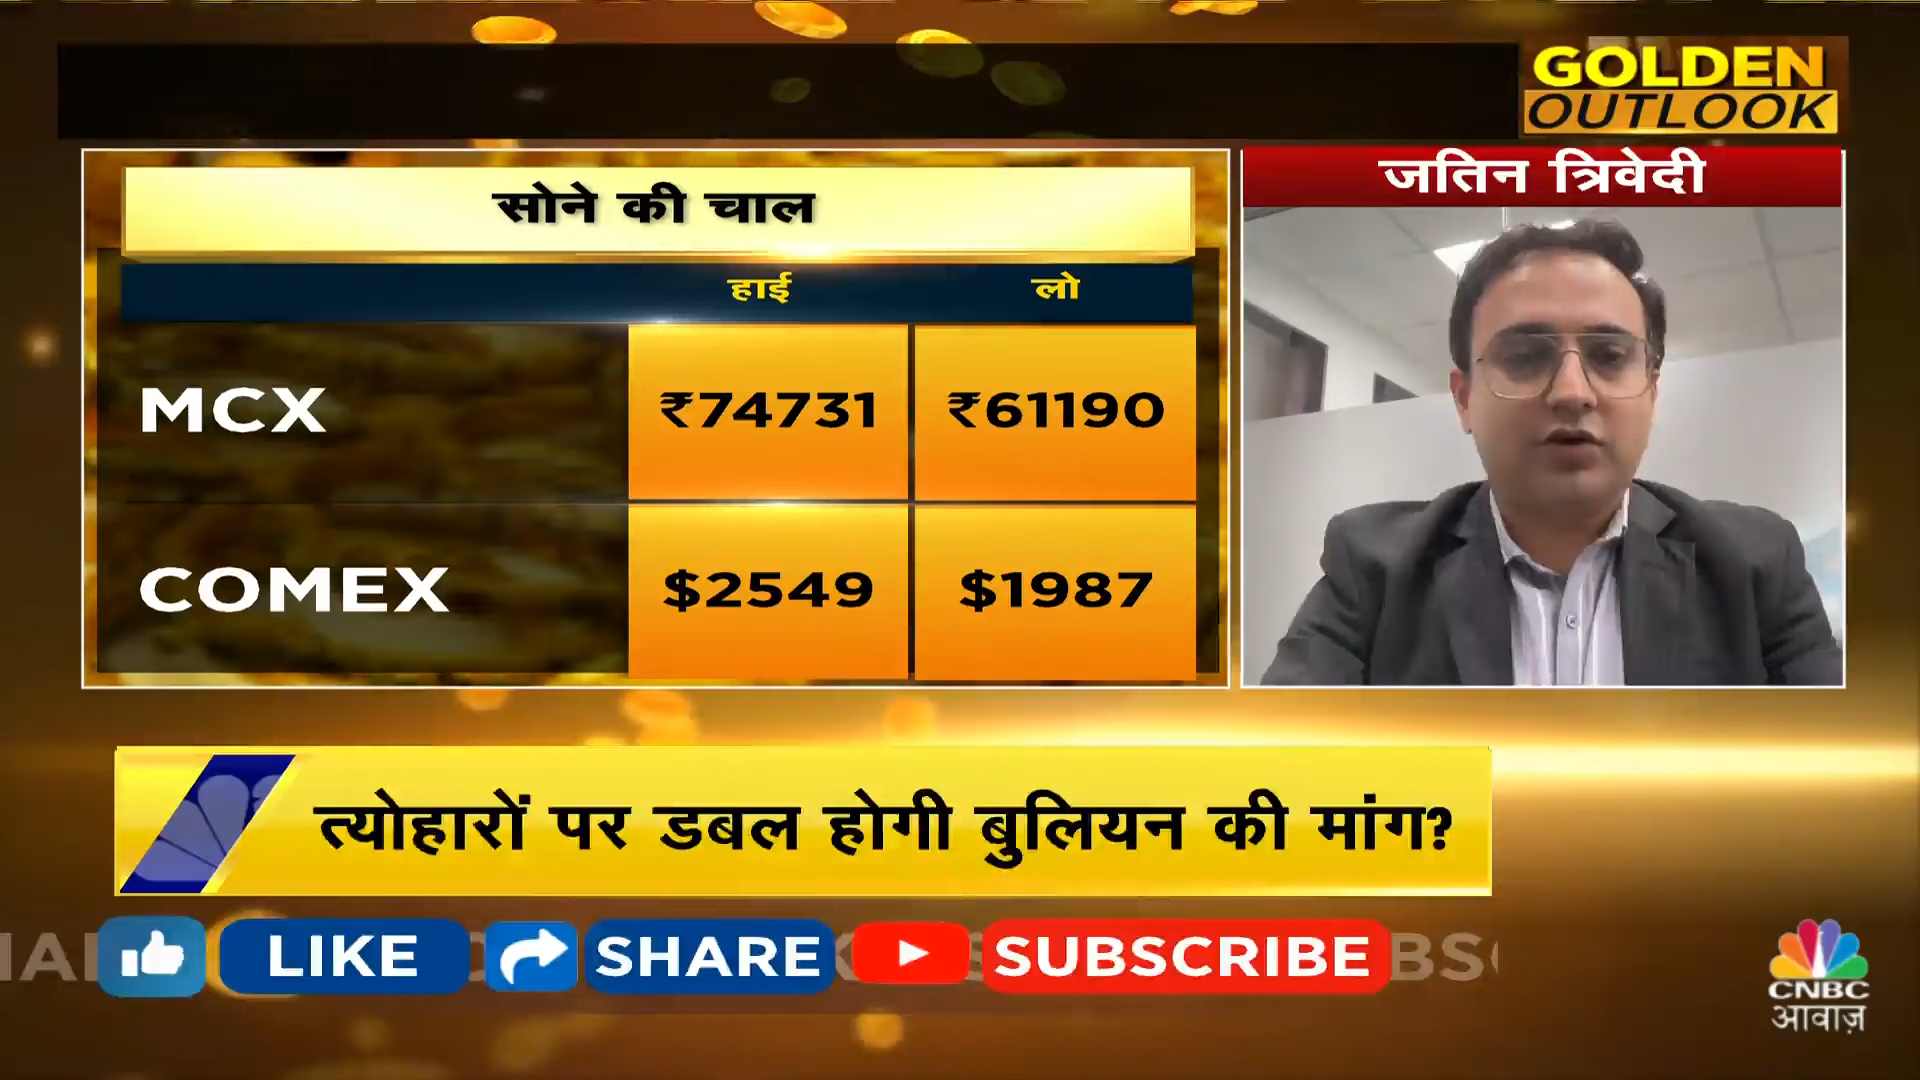 GOLDEN
OUTLOOK
सोने की चाल
हाई लो
MCX ₹74731 ₹61190
COMEX $2549 $1987
जतिन त्रिवेदी
त्योहारों पर डबल होगी बुलियन की मांग?
LIKE SHARE SUBSCRIBE
CNBC
आवाज़